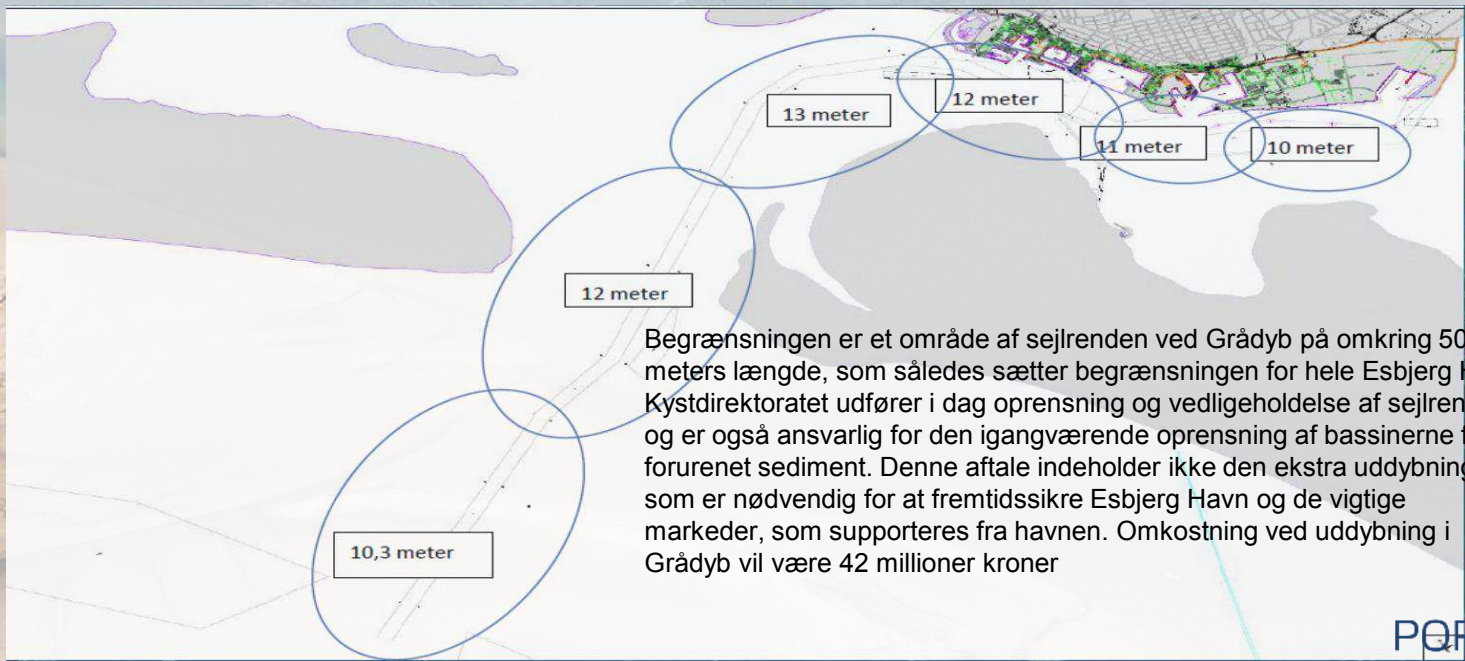 13 meter
12 meter
11 meter
10 meter
12 meter
10,3 meter
Begrænsningen er et område af sejlrenden ved Grådyb på omkring 50
meters længde, som således sætter begrænsningen for hele Esbjerg H
Kystdirektoratet udfører i dag oprensning og vedligeholdelse af sejlren
og er også ansvarlig for den igangværende oprensning af bassinerne f
forurenet sediment. Denne aftale indeholder ikke den ekstra uddybning
som er nødvendig for at fremtidssikre Esbjerg Havn og de vigtige
markeder, som supporteres fra havnen. Omkostning ved uddybning i
Grådyb vil være 42 millioner kroner